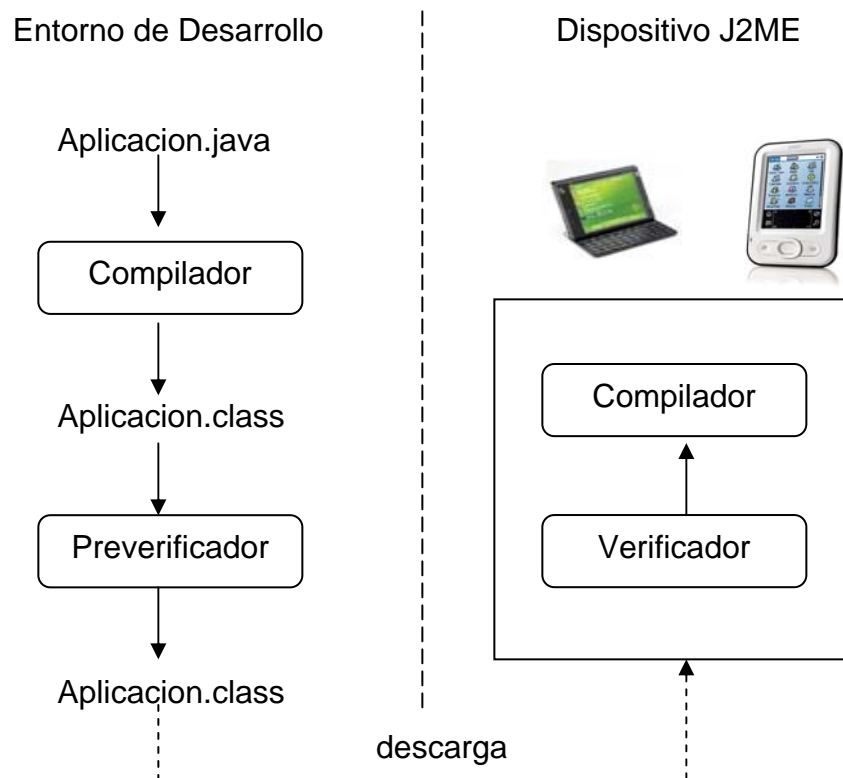 Entorno de Desarrollo
Aplicacion.java
Compilador
Aplicacion.class
Preverificador
Aplicacion.class
descarga
Dispositivo J2ME
Compilador
Verificador